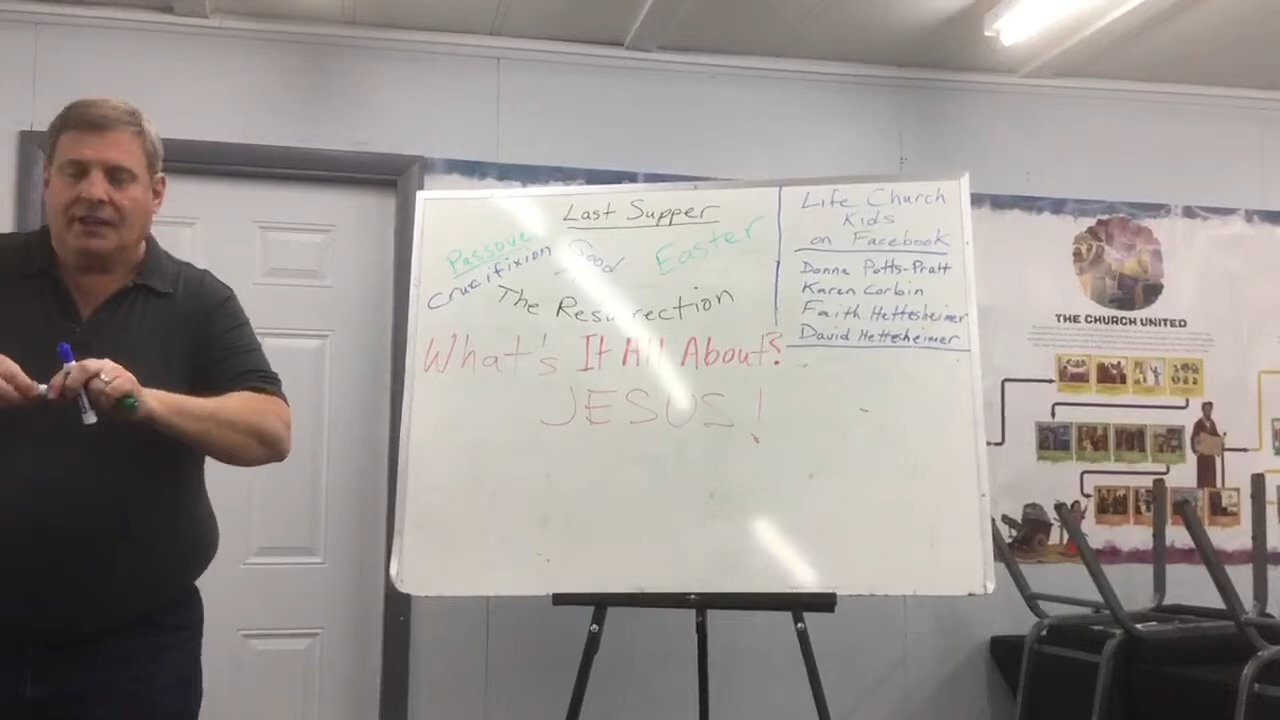 Last Supper
Passover
Easter
Crucifixion
Good
The Resurrection
What's It All About?
JESUS!
Life Church
Kids
on Facebook
Donna Potts-Pratt
Karen Corbin
Faith Hettesheimer
David Hettesheimer
THE CHURCH UNITED